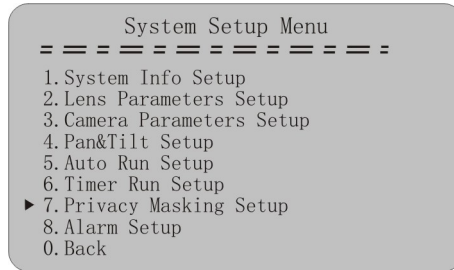 System Setup Menu
1. System Info Setup
2. Lens Parameters Setup
3. Camera Parameters Setup
4. Pan&Tilt Setup
5. Auto Run Setup
6. Timer Run Setup
▶ 7. Privacy Masking Setup
8. Alarm Setup
0. Back